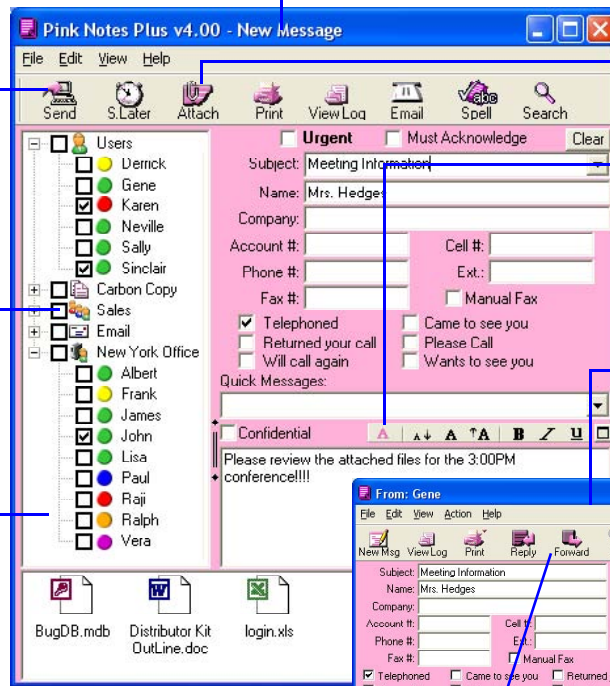 Pink Notes Plus v4.00 - New Message
File Edit View Help
Send S.Later Attach Print View Log Email Spell Search
Users
Derrick
Gene
Karen
Neville
Sally
Sinclair
Carbon Copy
Sales
Email
New York Office
Albert
Frank
James
John
Lisa
Paul
Raji
Ralph
Vera
Urgent Must Acknowledge Clear
Subject: Meeting Information
Name: Mrs. Hedges
Company:
Account #: Cell #:
Phone #: Ext.:
Fax #: Manual Fax
Telephoned Came to see you
Returned your call Please Call
Will call again Wants to see you
Quick Messages:
Confidential A A A A B I U
Please review the attached files for the 3:00PM
conference!!!!
BugDB.mdb Distributor Kit OutLine.doc login.xls
From: Gene
File Edit View Action Help
New Msg View Log Print Reply Forward
Subject: Meeting Information
Name: Mrs. Hedges
Company:
Account #: Cell #:
Phone #: Ext.:
Fax #: Manual Fax
Telephoned Came to see you Returned